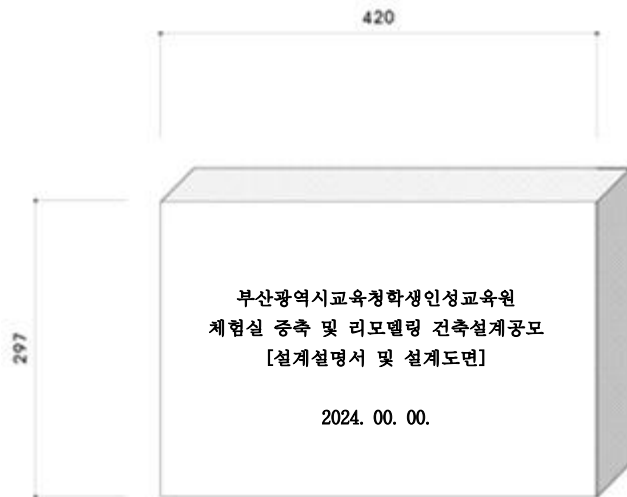 420
297
부산광역시교육청학생인성교육원
체험실 증축 및 리모델링 건축설계공모
[설계설명서 및 설계도면]
2024. 00. 00.